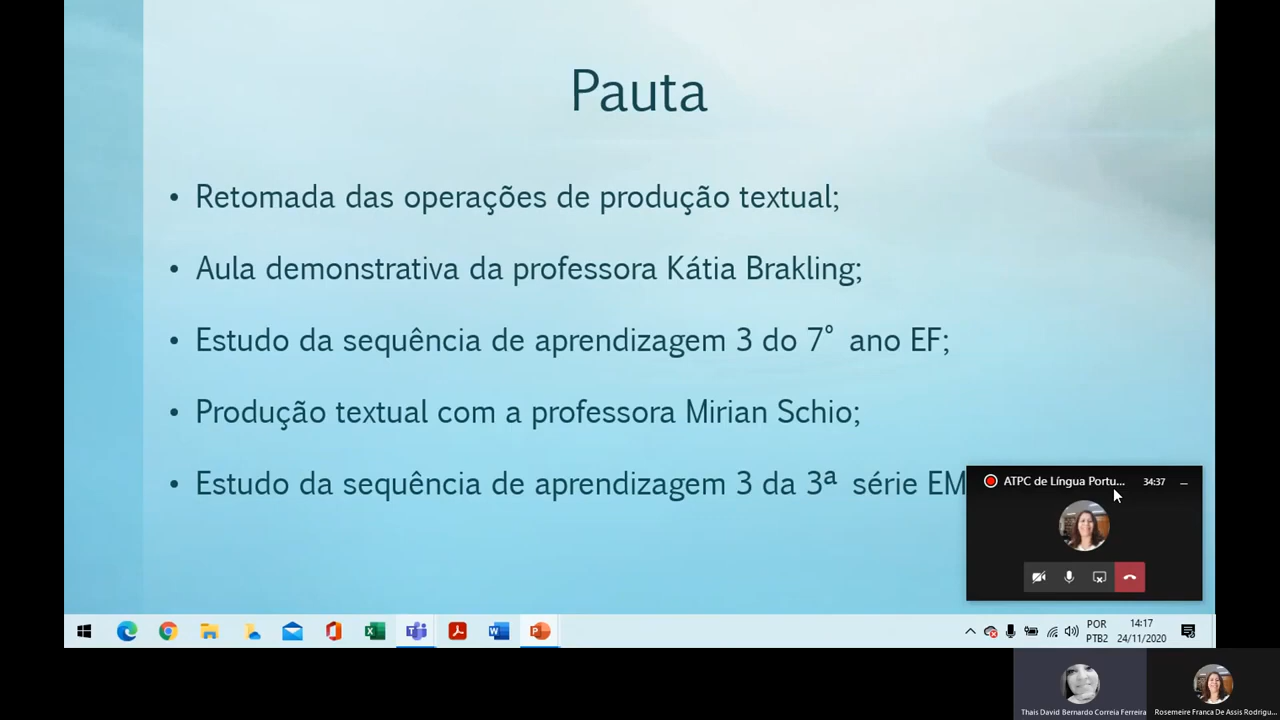 Pauta
• Retomada das operações de produção textual;
• Aula demonstrativa da professora Kátia Brakling;
• Estudo da sequência de aprendizagem 3 do 7° ano EF;
• Produção textual com a professora Mirian Schio;
• Estudo da sequência de aprendizagem 3 da 3ª série EM
ATPC de Língua Portu... 34:37
POR 14:17
PTB2 24/11/2020
Thais David Bernardo Correia Ferreira
Rosemeire Franca De Assis Rodrigu...